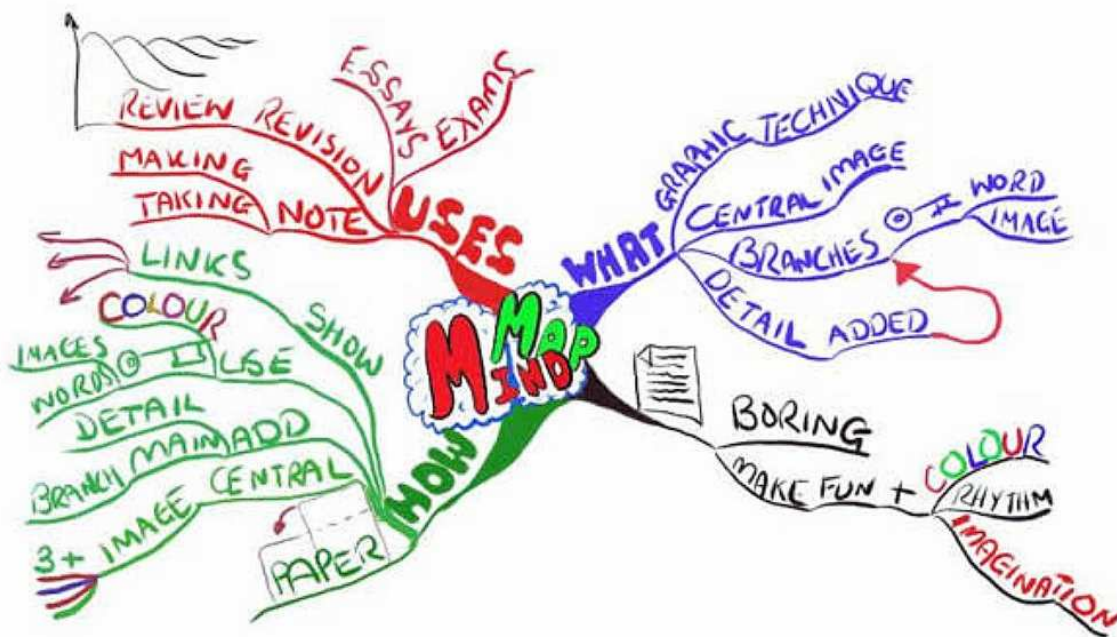 MIND MAP
USES
ESSAYS
EXAMS
REVISION
REVIEW
NOTE
MAKING
TAKING
WHAT
GRAPHIC TECHNIQUE
CENTRAL IMAGE
BRANCHES
WORD
IMAGE
DETAIL ADDED
BORING
MAKE FUN +
COLOUR
RHYTHM
IMAGINATION
HOW
PAPER
CENTRAL IMAGE
3+
ADD
MAIN BRANCH
DETAIL
USE
COLOUR
IMAGES
WORDS
SHOW LINKS